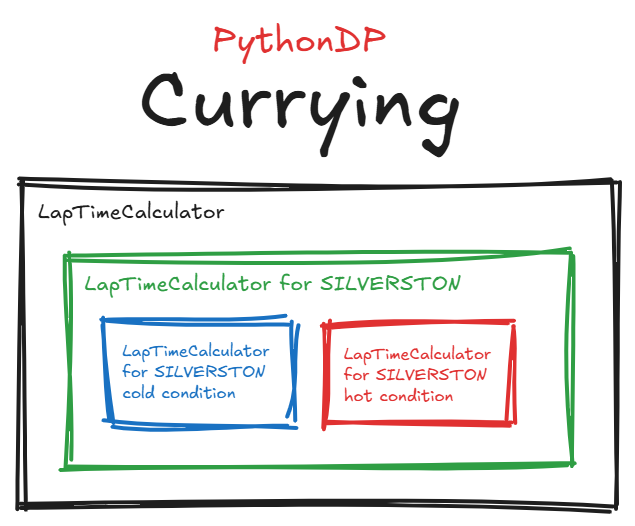 PythonDP
Currying
LapTimeCalculator
LapTimeCalculator for SILVERSTON
LapTimeCalculator
for SILVERSTON
cold condition
LapTimeCalculator
for SILVERSTON
hot condition